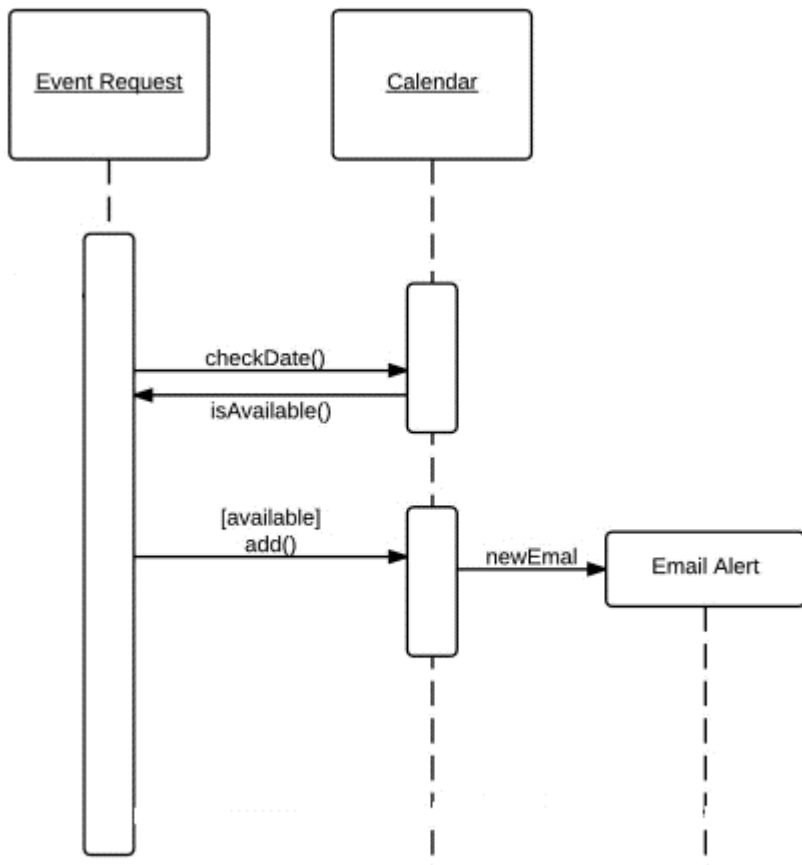 Event Request
Calendar
checkDate()
isAvailable()
[available]
add()
newEmal
Email Alert